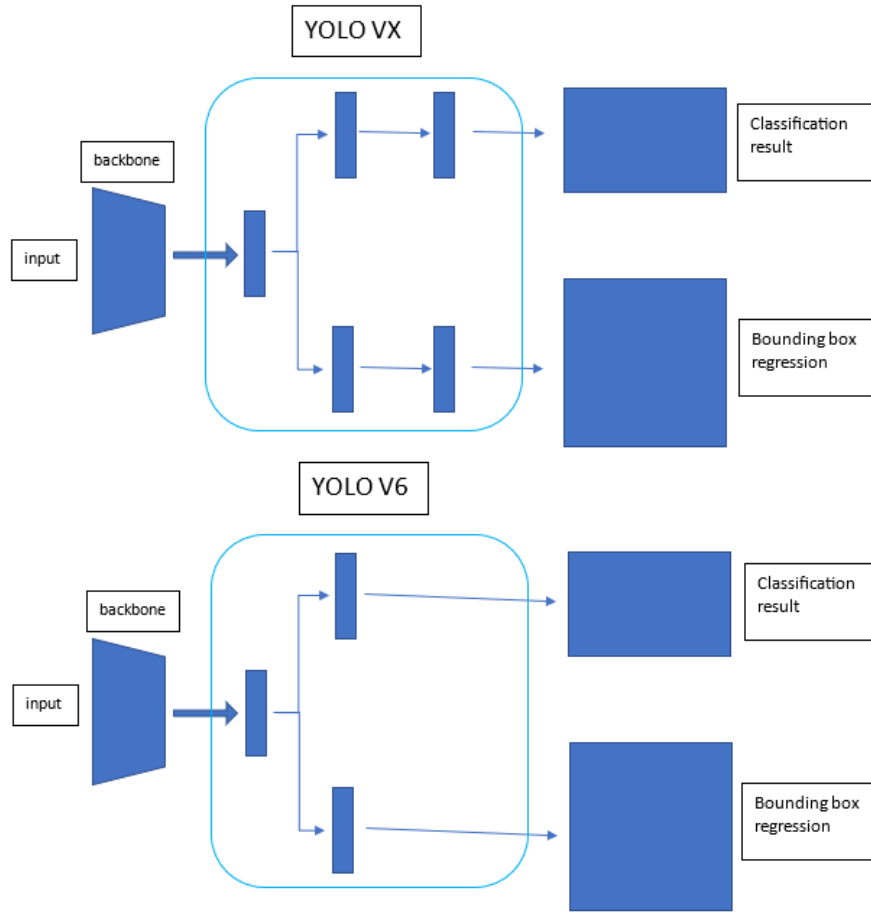 YOLO VX
backbone
input
Classification
result
Bounding box
regression
YOLO V6
backbone
input
Classification
result
Bounding box
regression